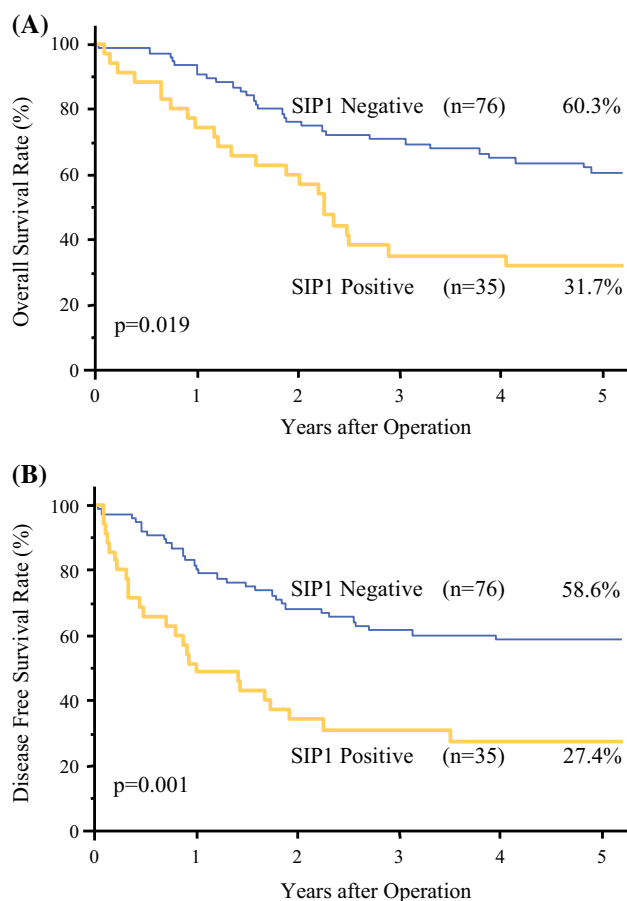 (A)
100
80
60
40
20
0
Overall Survival Rate (%)
SIP1 Negative (n=76) 60.3%
SIP1 Positive (n=35) 31.7%
p=0.019
0 1 2 3 4 5
Years after Operation
(B)
100
80
60
40
20
0
Disease Free Survival Rate (%)
SIP1 Negative (n=76) 58.6%
SIP1 Positive (n=35) 27.4%
p=0.001
0 1 2 3 4 5
Years after Operation